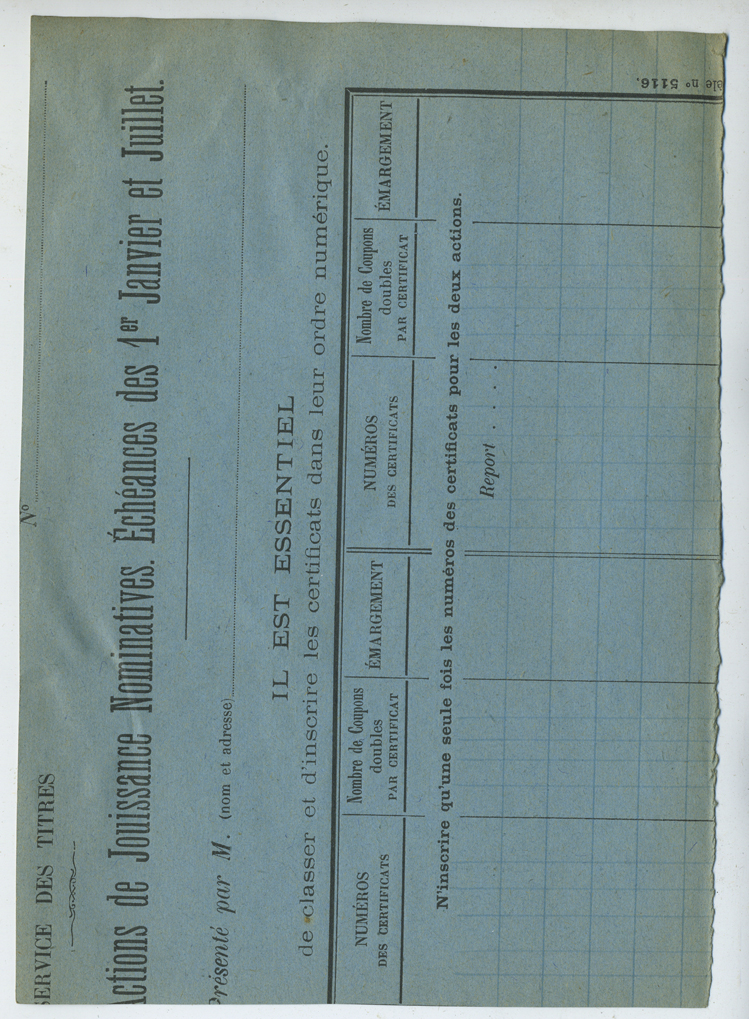 SERVICE DES TITRES
N°
Actions de Jouissance Nominatives. Échéances des 1er Janvier et Juillet.
Présenté par M. (nom et adresse)
IL EST ESSENTIEL
de classer et d'inscrire les certificats dans leur ordre numérique.
NUMÉROS
DES CERTIFICATS
Nombre de Coupons
doubles
PAR CERTIFICAT
ÉMARGEMENT
NUMÉROS
DES CERTIFICATS
Nombre de Coupons
doubles
PAR CERTIFICAT
ÉMARGEMENT
N'inscrire qu'une seule fois les numéros des certificats pour les deux actions.
Report . . . .
èle n° 5116.